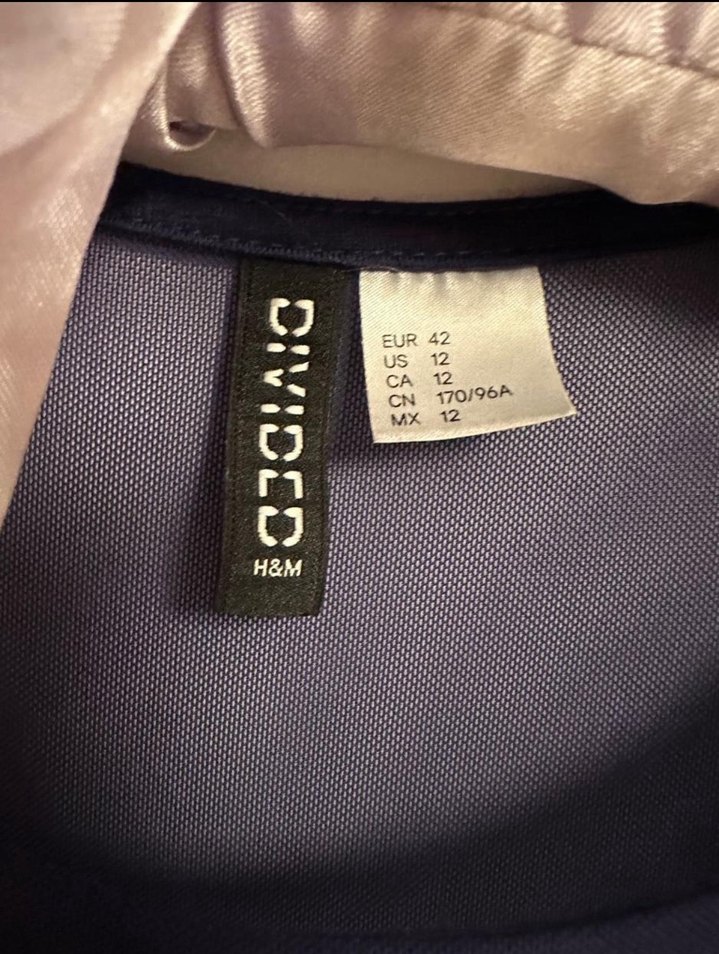 DIVIDED
H&M
EUR 42
US 12
CA 12
CN 170/96A
MX 12